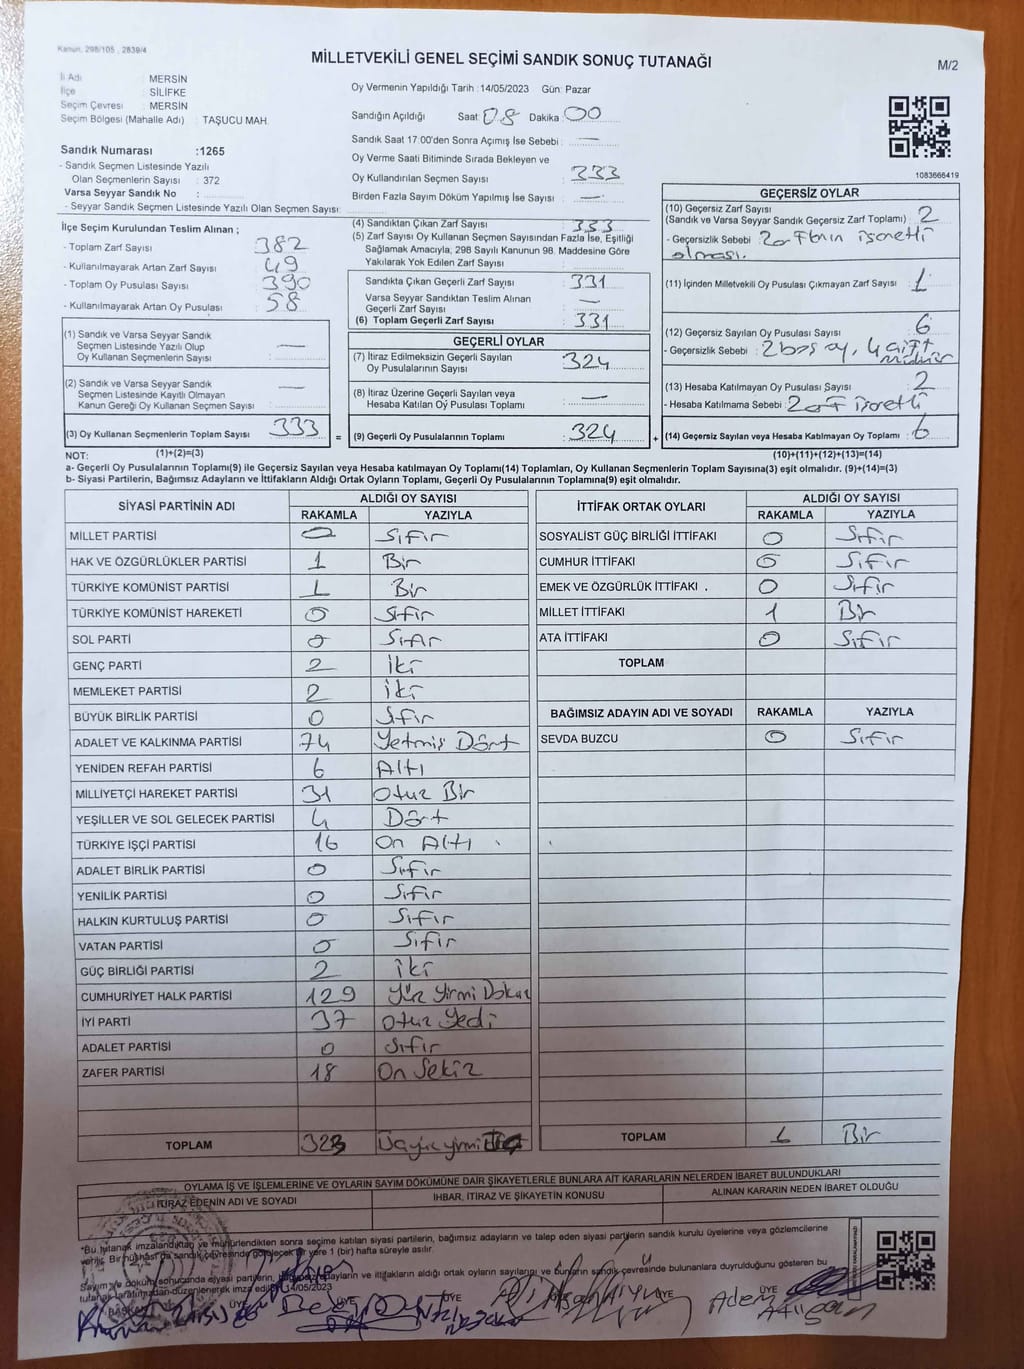 Kanun, 298/105 , 2839/4
MİLLETVEKİLİ GENEL SEÇİMİ SANDIK SONUÇ TUTANAĞI
M/2
İl Adı : MERSİN
İlçe : SİLİFKE
Seçim Çevresi : MERSİN
Seçim Bölgesi (Mahalle Adı) : TAŞUCU MAH.
Sandık Numarası :1265
- Sandık Seçmen Listesinde Yazılı
Olan Seçmenlerin Sayısı : 372
Varsa Seyyar Sandık No :
- Seyyar Sandık Seçmen Listesinde Yazılı Olan Seçmen Sayısı:
Oy Vermenin Yapıldığı Tarih :14/05/2023 Gün: Pazar
Sandığın Açıldığı Saat: 08 Dakika: 00
Sandık Saat 17.00'den Sonra Açımış İse Sebebi : —
Oy Verme Saati Bitiminde Sırada Bekleyen ve
Oy Kullandırılan Seçmen Sayısı : 333
Birden Fazla Sayım Döküm Yapılmış İse Sayısı : —
1083666419
İlçe Seçim Kurulundan Teslim Alınan ;
- Toplam Zarf Sayısı : 382
- Kullanılmayarak Artan Zarf Sayısı : 49
- Toplam Oy Pusulası Sayısı : 390
- Kullanılmayarak Artan Oy Pusulası : 58
(1) Sandık ve Varsa Seyyar Sandık
Seçmen Listesinde Yazılı Olup
Oy Kullanan Seçmenlerin Sayısı : —
(2) Sandık ve Varsa Seyyar Sandık
Seçmen Listesinde Kayıtlı Olmayan
Kanun Gereği Oy Kullanan Seçmen Sayısı : —
(3) Oy Kullanan Seçmenlerin Toplam Sayısı : 333
(4) Sandıktan Çıkan Zarf Sayısı : 333
(5) Zarf Sayısı Oy Kullanan Seçmen Sayısından Fazla İse, Eşitliği
Sağlamak Amacıyla, 298 Sayılı Kanunun 98. Maddesine Göre
Yakılarak Yok Edilen Zarf Sayısı :
Sandıkta Çıkan Geçerli Zarf Sayısı : 331
Varsa Seyyar Sandıktan Teslim Alınan
Geçerli Zarf Sayısı : —
(6) Toplam Geçerli Zarf Sayısı : 331
GEÇERLİ OYLAR
(7) İtiraz Edilmeksizin Geçerli Sayılan
Oy Pusulalarının Sayısı : 324
(8) İtiraz Üzerine Geçerli Sayılan veya
Hesaba Katılan Oy Pusulaları Toplamı : —
= (9) Geçerli Oy Pusulalarının Toplamı : 324 +
GEÇERSİZ OYLAR
(10) Geçersiz Zarf Sayısı
(Sandık ve Varsa Seyyar Sandık Geçersiz Zarf Toplamı) : 2
- Geçersizlik Sebebi : Zarfının işaretli
olması.
(11) İçinden Milletvekili Oy Pusulası Çıkmayan Zarf Sayısı : 1
(12) Geçersiz Sayılan Oy Pusulası Sayısı : 6
- Geçersizlik Sebebi : 2 boş oy, 4 çift
mühür
(13) Hesaba Katılmayan Oy Pusulası Sayısı : 2
- Hesaba Katılmama Sebebi : Zarf işaretli
(14) Geçersiz Sayılan veya Hesaba Katılmayan Oy Toplamı : 6
NOT: (1)+(2)=(3) (10)+(11)+(12)+(13)=(14)
a- Geçerli Oy Pusulalarının Toplamı(9) ile Geçersiz Sayılan veya Hesaba katılmayan Oy Toplamı(14) Toplamları, Oy Kullanan Seçmenlerin Toplam Sayısına(3) eşit olmalıdır. (9)+(14)=(3)
b- Siyasi Partilerin, Bağımsız Adayların ve İttifakların Aldığı Ortak Oyların Toplamı, Geçerli Oy Pusulalarının Toplamına(9) eşit olmalıdır.
SİYASİ PARTİNİN ADI ALDIĞI OY SAYISI
RAKAMLA YAZIYLA
MİLLET PARTİSİ 0 Sıfır
HAK VE ÖZGÜRLÜKLER PARTİSİ 1 Bir
TÜRKİYE KOMÜNİST PARTİSİ 1 Bir
TÜRKİYE KOMÜNİST HAREKETİ 0 Sıfır
SOL PARTİ 0 Sıfır
GENÇ PARTİ 2 İki
MEMLEKET PARTİSİ 2 İki
BÜYÜK BİRLİK PARTİSİ 0 Sıfır
ADALET VE KALKINMA PARTİSİ 74 Yetmiş Dört
YENİDEN REFAH PARTİSİ 6 Altı
MİLLİYETÇİ HAREKET PARTİSİ 31 Otuz Bir
YEŞİLLER VE SOL GELECEK PARTİSİ 4 Dört
TÜRKİYE İŞÇİ PARTİSİ 16 On Altı
ADALET BİRLİK PARTİSİ 0 Sıfır
YENİLİK PARTİSİ 0 Sıfır
HALKIN KURTULUŞ PARTİSİ 0 Sıfır
VATAN PARTİSİ 0 Sıfır
GÜÇ BİRLİĞİ PARTİSİ 2 İki
CUMHURİYET HALK PARTİSİ 129 Yüz Yirmi Dokuz
İYİ PARTİ 37 Otuz Yedi
ADALET PARTİSİ 0 Sıfır
ZAFER PARTİSİ 18 On Sekiz
TOPLAM 323 Üçyüz yirmi
İTTİFAK ORTAK OYLARI ALDIĞI OY SAYISI
RAKAMLA YAZIYLA
SOSYALİST GÜÇ BİRLİĞİ İTTİFAKI 0 Sıfır
CUMHUR İTTİFAKI 0 Sıfır
EMEK VE ÖZGÜRLÜK İTTİFAKI . 0 Sıfır
MİLLET İTTİFAKI 1 Bir
ATA İTTİFAKI 0 Sıfır
TOPLAM
BAĞIMSIZ ADAYIN ADI VE SOYADI RAKAMLA YAZIYLA
SEVDA BUZCU 0 Sıfır
TOPLAM 1 Bir
OYLAMA İŞ VE İŞLEMLERİNE VE OYLARIN SAYIM DÖKÜMÜNE DAİR ŞİKAYETLERLE BUNLARA AİT KARARLARIN NELERDEN İBARET BULUNDUKLARI
İTİRAZ EDENİN ADI VE SOYADI İHBAR, İTİRAZ VE ŞİKAYETİN KONUSU ALINAN KARARIN NEDEN İBARET OLDUĞU
*Bu tutanak imzalandıktan ve mühürlendikten sonra seçime katılan siyasi partilerin, bağımsız adayların ve talep eden siyasi partilerin sandık kurulu üyelerine veya gözlemcilerine
verilir. Bir nüshası da sandık çevresinde görülecek bir yere 1 (bir) hafta süreyle asılır.
Sayım ve döküm sonucunda siyasi partilerin, bağımsız adayların ve ittifakların aldığı ortak oyların sayılarını ve bunların sandık çevresinde bulunanlara duyurulduğunu gösteren bu
tutanak tarafımızdan düzenlenerek imza edildi. 14/05/2023
BAŞKAN ÜYE ÜYE ÜYE ÜYE ÜYE